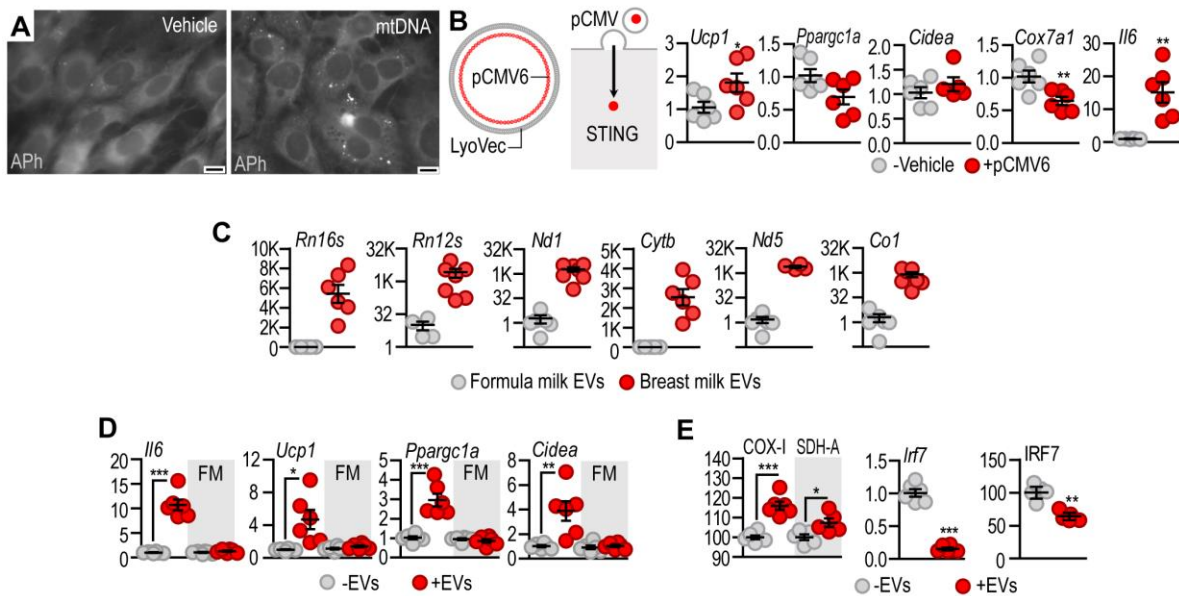 A
Vehicle
mtDNA
APh
APh
B
pCMV6
LyoVec
pCMV
STING
Ucp1
3
2
1
0
*
Ppargc1a
1.5
1.0
0.5
0.0
Cidea
2.0
1.5
1.0
0.5
0.0
Cox7a1
1.5
1.0
0.5
0.0
**
Il6
30
20
10
0
**
-Vehicle +pCMV6
C
Rn16s
10K
8K
6K
4K
2K
0
Rn12s
32K
1K
32
1
Nd1
32K
1K
32
1
Cytb
5K
4K
3K
2K
1K
0
Nd5
32K
1K
32
1
Co1
32K
1K
32
1
Formula milk EVs Breast milk EVs
D
Il6
20
15
10
5
0
***
FM
Ucp1
12
8
4
0
*
FM
Ppargc1a
6
4
2
0
***
FM
Cidea
8
6
4
2
0
**
FM
-EVs +EVs
E
COX-I
SDH-A
140
130
120
110
100
90
***
*
Irf7
1.5
1.0
0.5
0.0
***
IRF7
150
100
50
0
**
-EVs +EVs